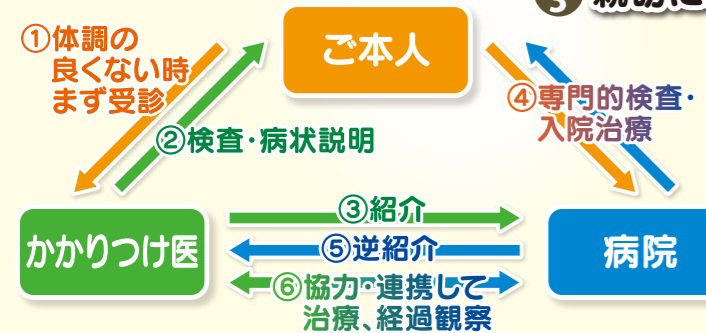 3
ご本人
①体調の
良くない時
まず受診
②検査・病状説明
④専門的検査・
入院治療
かかりつけ医
③紹介
⑤逆紹介
⑥協力・連携して
治療、経過観察
病院